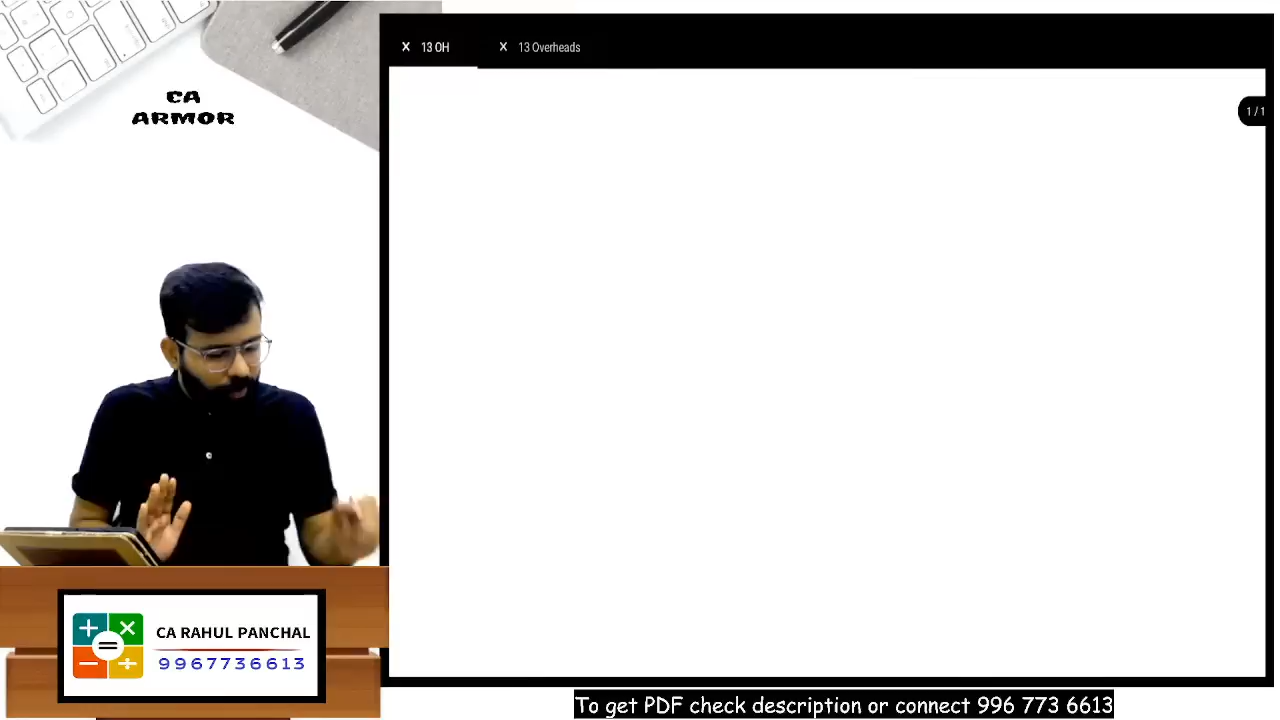 CA
ARMOR
X 13 OH
X 13 Overheads
1 / 1
CA RAHUL PANCHAL
9967736613
To get PDF check description or connect 996 773 6613